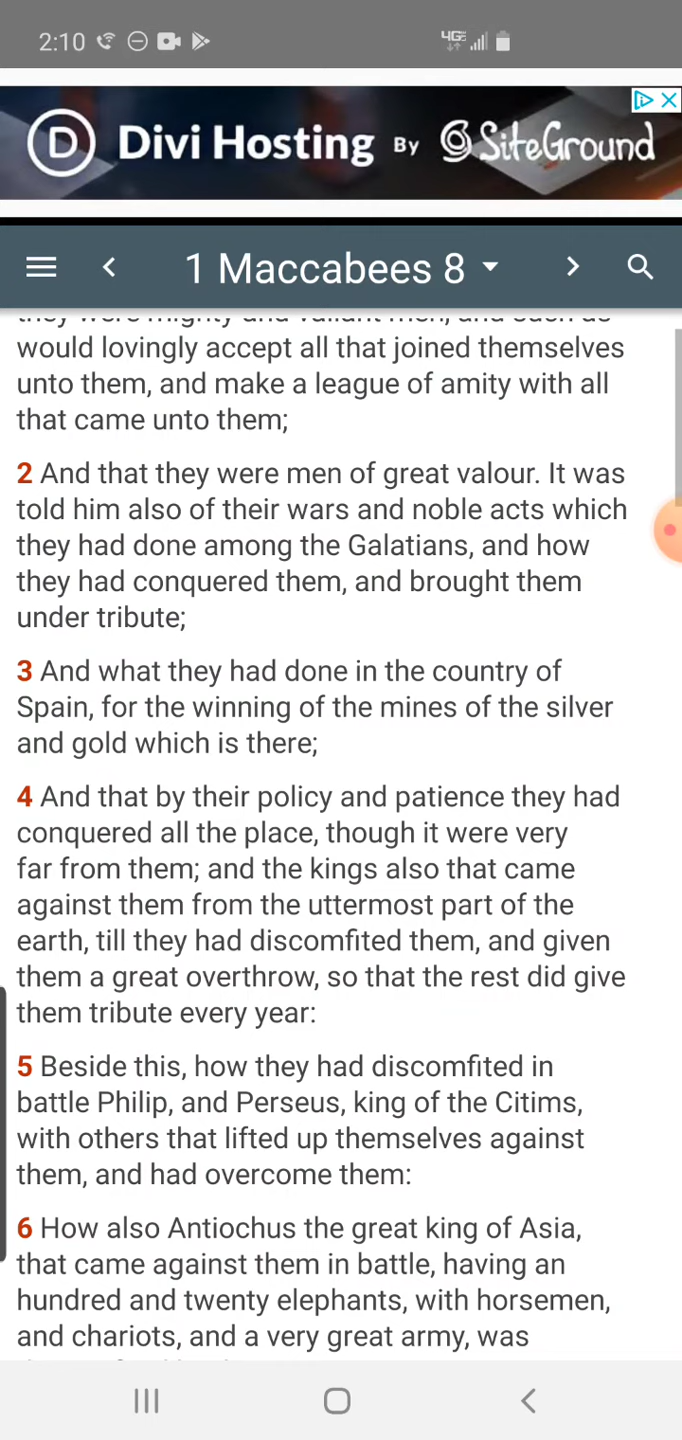 2:10
4GE
D Divi Hosting By SiteGround
1 Maccabees 8
they were mighty and valiant men, and such as
would lovingly accept all that joined themselves
unto them, and make a league of amity with all
that came unto them;
2 And that they were men of great valour. It was
told him also of their wars and noble acts which
they had done among the Galatians, and how
they had conquered them, and brought them
under tribute;
3 And what they had done in the country of
Spain, for the winning of the mines of the silver
and gold which is there;
4 And that by their policy and patience they had
conquered all the place, though it were very
far from them; and the kings also that came
against them from the uttermost part of the
earth, till they had discomfited them, and given
them a great overthrow, so that the rest did give
them tribute every year:
5 Beside this, how they had discomfited in
battle Philip, and Perseus, king of the Citims,
with others that lifted up themselves against
them, and had overcome them:
6 How also Antiochus the great king of Asia,
that came against them in battle, having an
hundred and twenty elephants, with horsemen,
and chariots, and a very great army, was